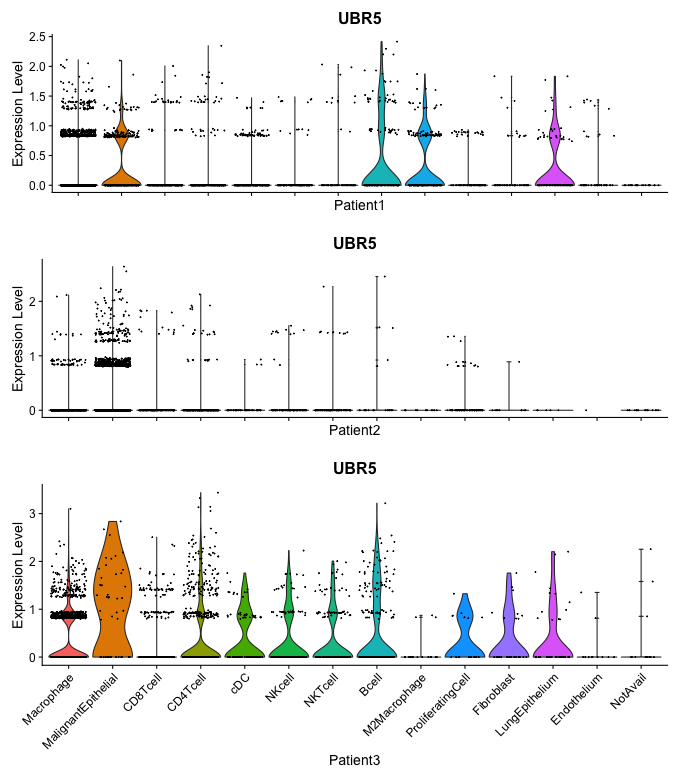 UBR5
Expression Level
2.5
2.0
1.5
1.0
0.5
0.0
Patient1
UBR5
Expression Level
2
1
0
Patient2
UBR5
Expression Level
3
2
1
0
Macrophage
MalignantEpithelial
CD8Tcell
CD4Tcell
cDC
NKcell
NKTcell
Bcell
M2Macrophage
ProliferatingCell
Fibroblast
LungEpithelium
Endothelium
NotAvail
Patient3